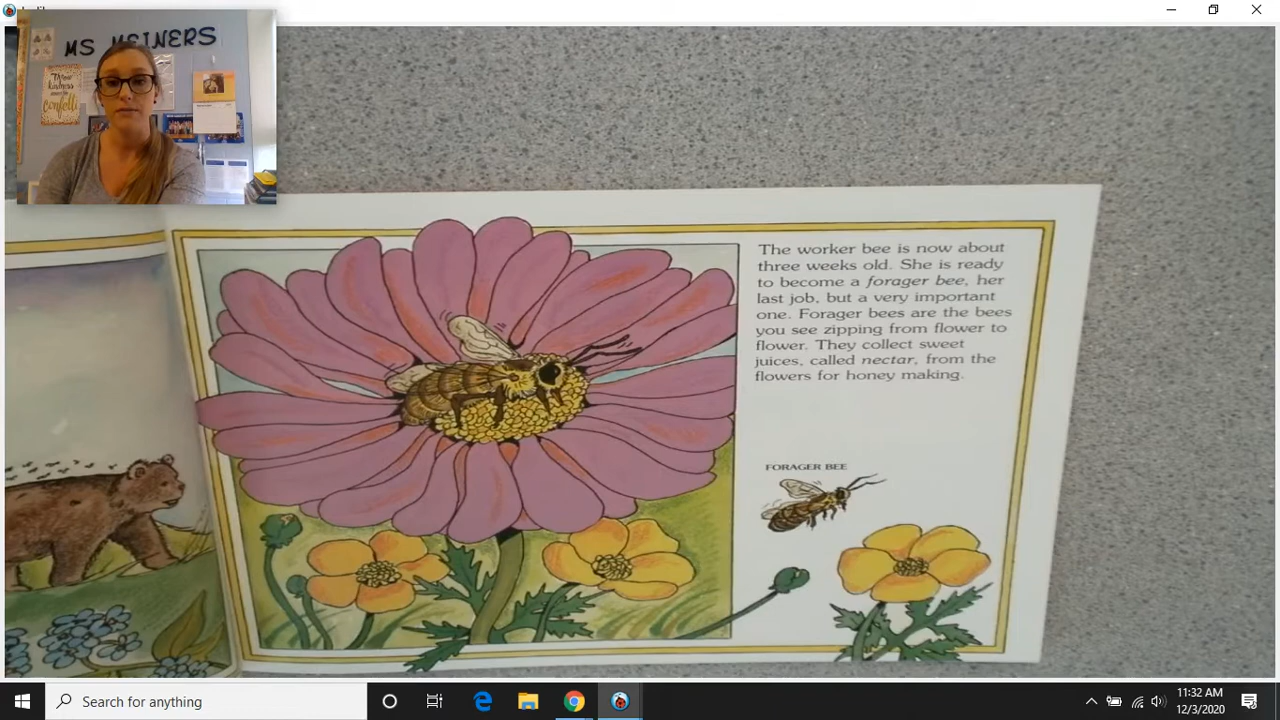 MS MEINERS
confetti
The worker bee is now about
three weeks old. She is ready
to become a forager bee, her
last job, but a very important
one. Forager bees are the bees
you see zipping from flower to
flower. They collect sweet
juices, called nectar, from the
flowers for honey making.
FORAGER BEE
Search for anything
11:32 AM
12/3/2020